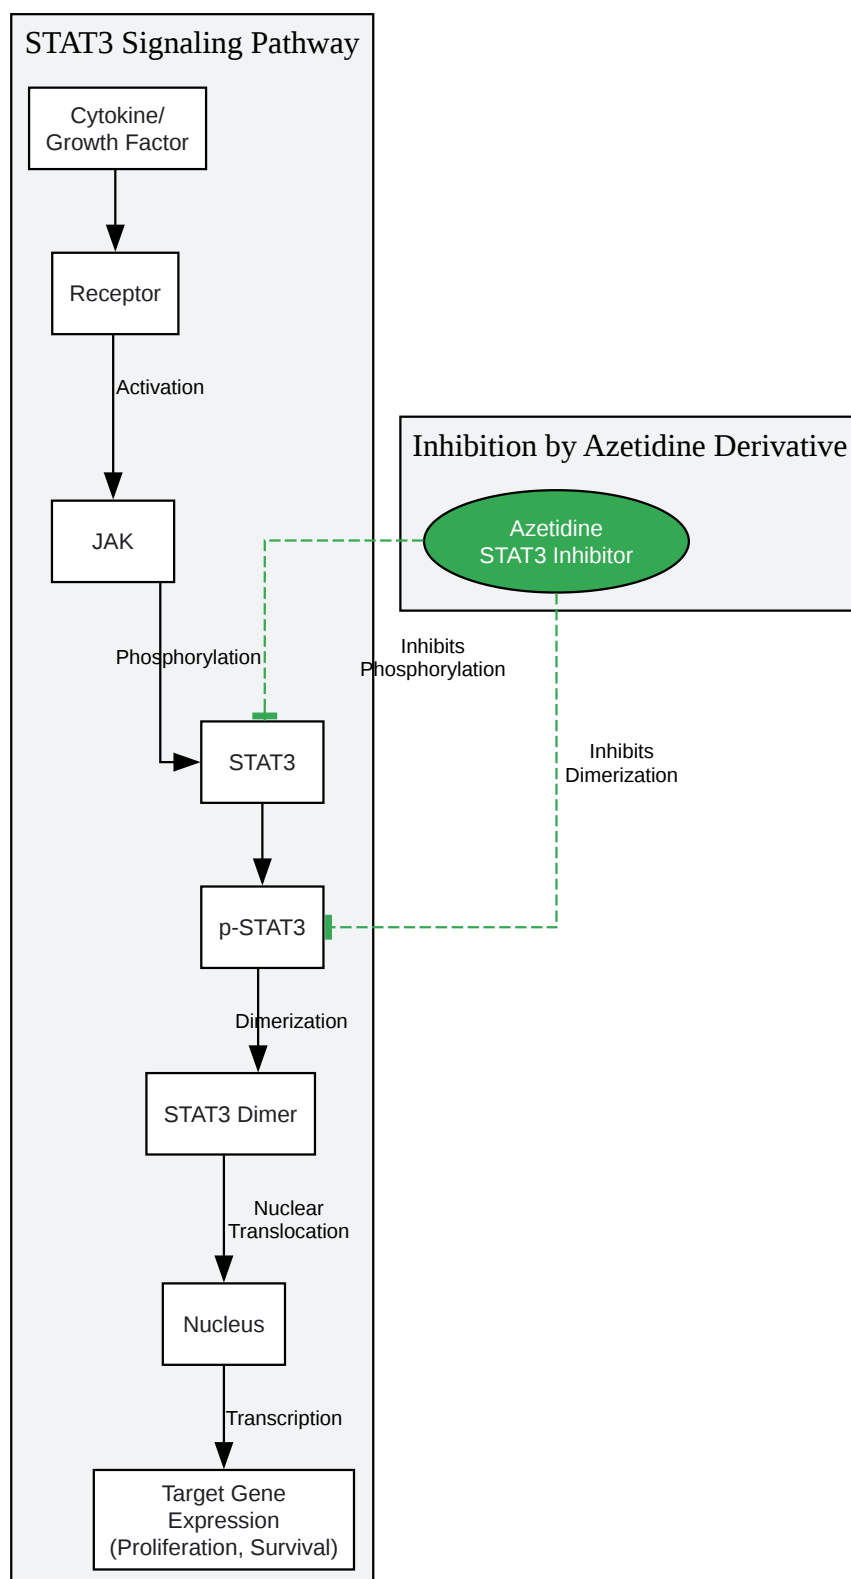 STAT3 Signaling Pathway
Cytokine/
Growth Factor
Receptor
Activation
Inhibition by Azetidine Derivative
Azetidine
STAT3 Inhibitor
JAK
Phosphorylation
Inhibits
Phosphorylation
Inhibits
Dimerization
STAT3
p-STAT3
Dimerization
STAT3 Dimer
Nuclear
Translocation
Nucleus
Transcription
Target Gene
Expression
(Proliferation, Survival)